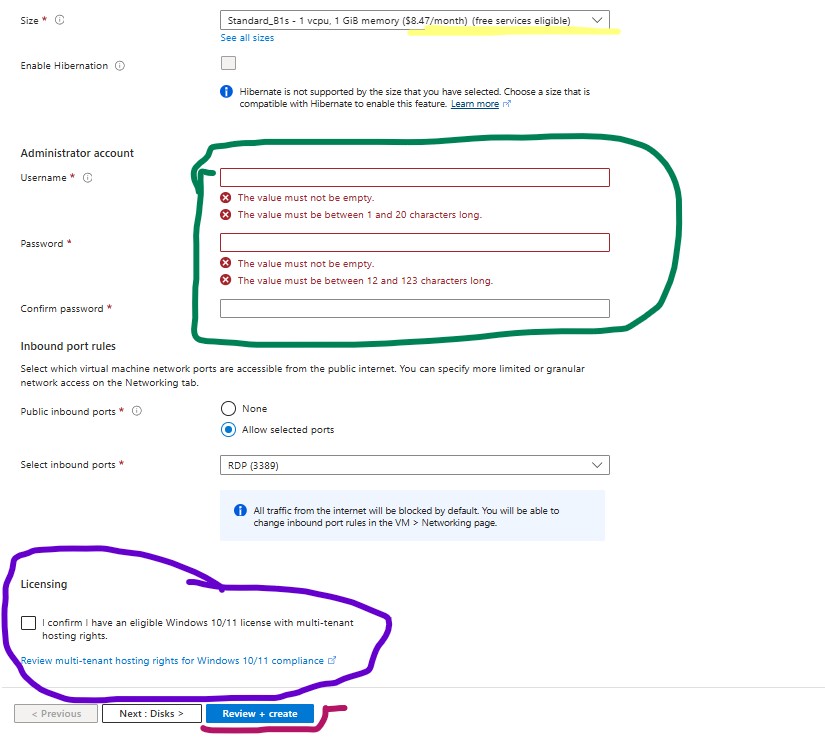 Size *
Standard_B1s - 1 vcpu, 1 GiB memory ($8.47/month) (free services eligible)
See all sizes
Enable Hibernation
Hibernate is not supported by the size that you have selected. Choose a size that is
compatible with Hibernate to enable this feature. Learn more
Administrator account
Username *
The value must not be empty.
The value must be between 1 and 20 characters long.
Password *
The value must not be empty.
The value must be between 12 and 123 characters long.
Confirm password *
Inbound port rules
Select which virtual machine network ports are accessible from the public internet. You can specify more limited or granular
network access on the Networking tab.
Public inbound ports *
None
Allow selected ports
Select inbound ports *
RDP (3389)
All traffic from the internet will be blocked by default. You will be able to
change inbound port rules in the VM > Networking page.
Licensing
I confirm I have an eligible Windows 10/11 license with multi-tenant
hosting rights.
Review multi-tenant hosting rights for Windows 10/11 compliance
< Previous
Next : Disks >
Review + create